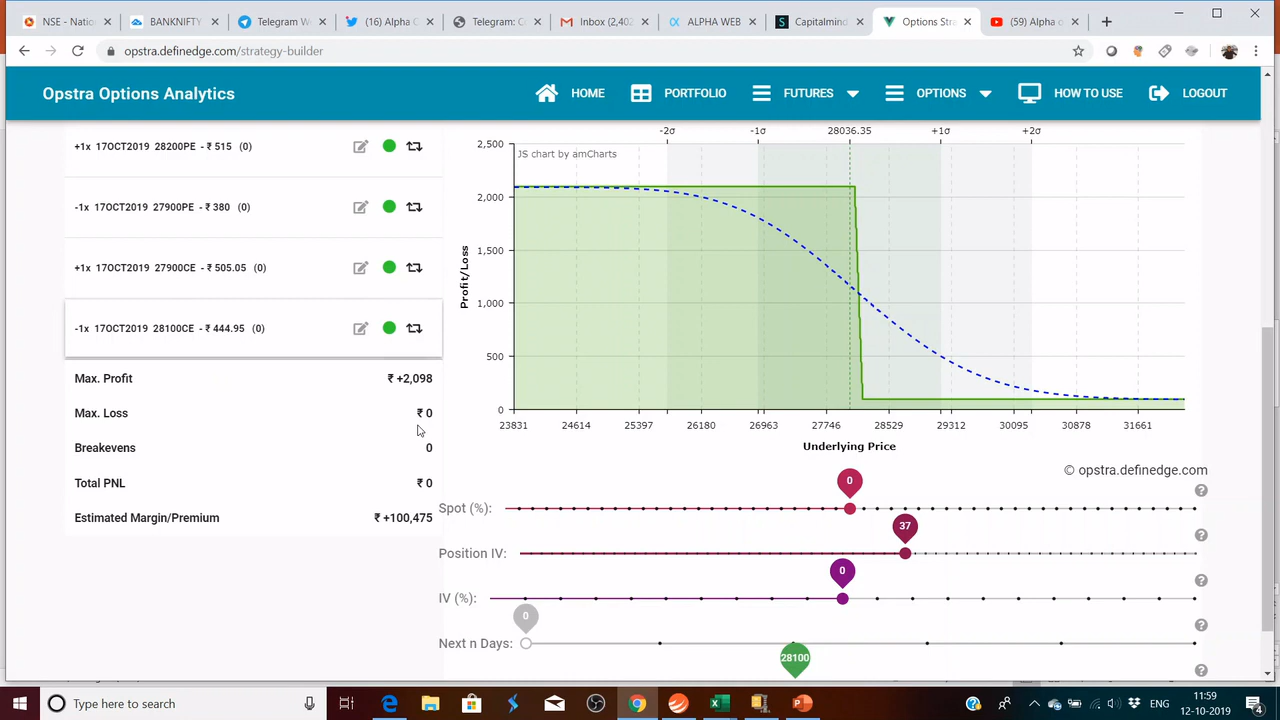 NSE - Nation
BANKNIFTY
Telegram We
(16) Alpha G
Telegram: C
Inbox (2,402
ALPHA WEB
Capitalmind
Options Stra
(59) Alpha o
opstra.definedge.com/strategy-builder
Opstra Options Analytics
HOME
PORTFOLIO
FUTURES
OPTIONS
HOW TO USE
LOGOUT
+1x 17OCT2019 28200PE - ₹ 515 (0)
-1x 17OCT2019 27900PE - ₹ 380 (0)
+1x 17OCT2019 27900CE - ₹ 505.05 (0)
-1x 17OCT2019 28100CE - ₹ 444.95 (0)
Max. Profit ₹ +2,098
Max. Loss ₹ 0
Breakevens 0
Total PNL ₹ 0
Estimated Margin/Premium ₹ +100,475
-2σ -1σ 28036.35 +1σ +2σ
JS chart by amCharts
2,500
2,000
1,500
1,000
500
0
Profit/Loss
23831 24614 25397 26180 26963 27746 28529 29312 30095 30878 31661
Underlying Price
© opstra.definedge.com
0
Spot (%): ?
37
Position IV: ?
0
IV (%): ?
0
Next n Days: ?
28100
?
Type here to search
ENG
11:59
12-10-2019
4